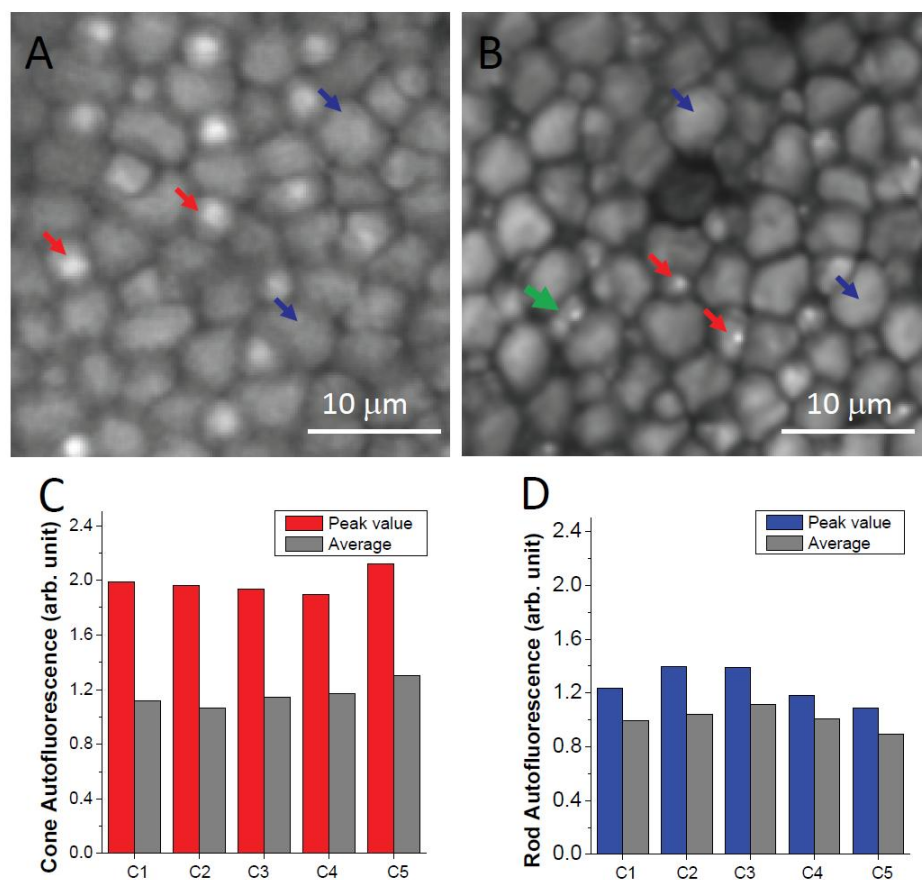 A
B
10 μm
10 μm
C
D
Cone Autofluorescence (arb. unit)
2.4
2.0
1.6
1.2
0.8
0.4
0.0
Peak value
Average
C1 C2 C3 C4 C5
Rod Autofluorescence (arb. unit)
2.4
2.0
1.6
1.2
0.8
0.4
0.0
Peak value
Average
C1 C2 C3 C4 C5